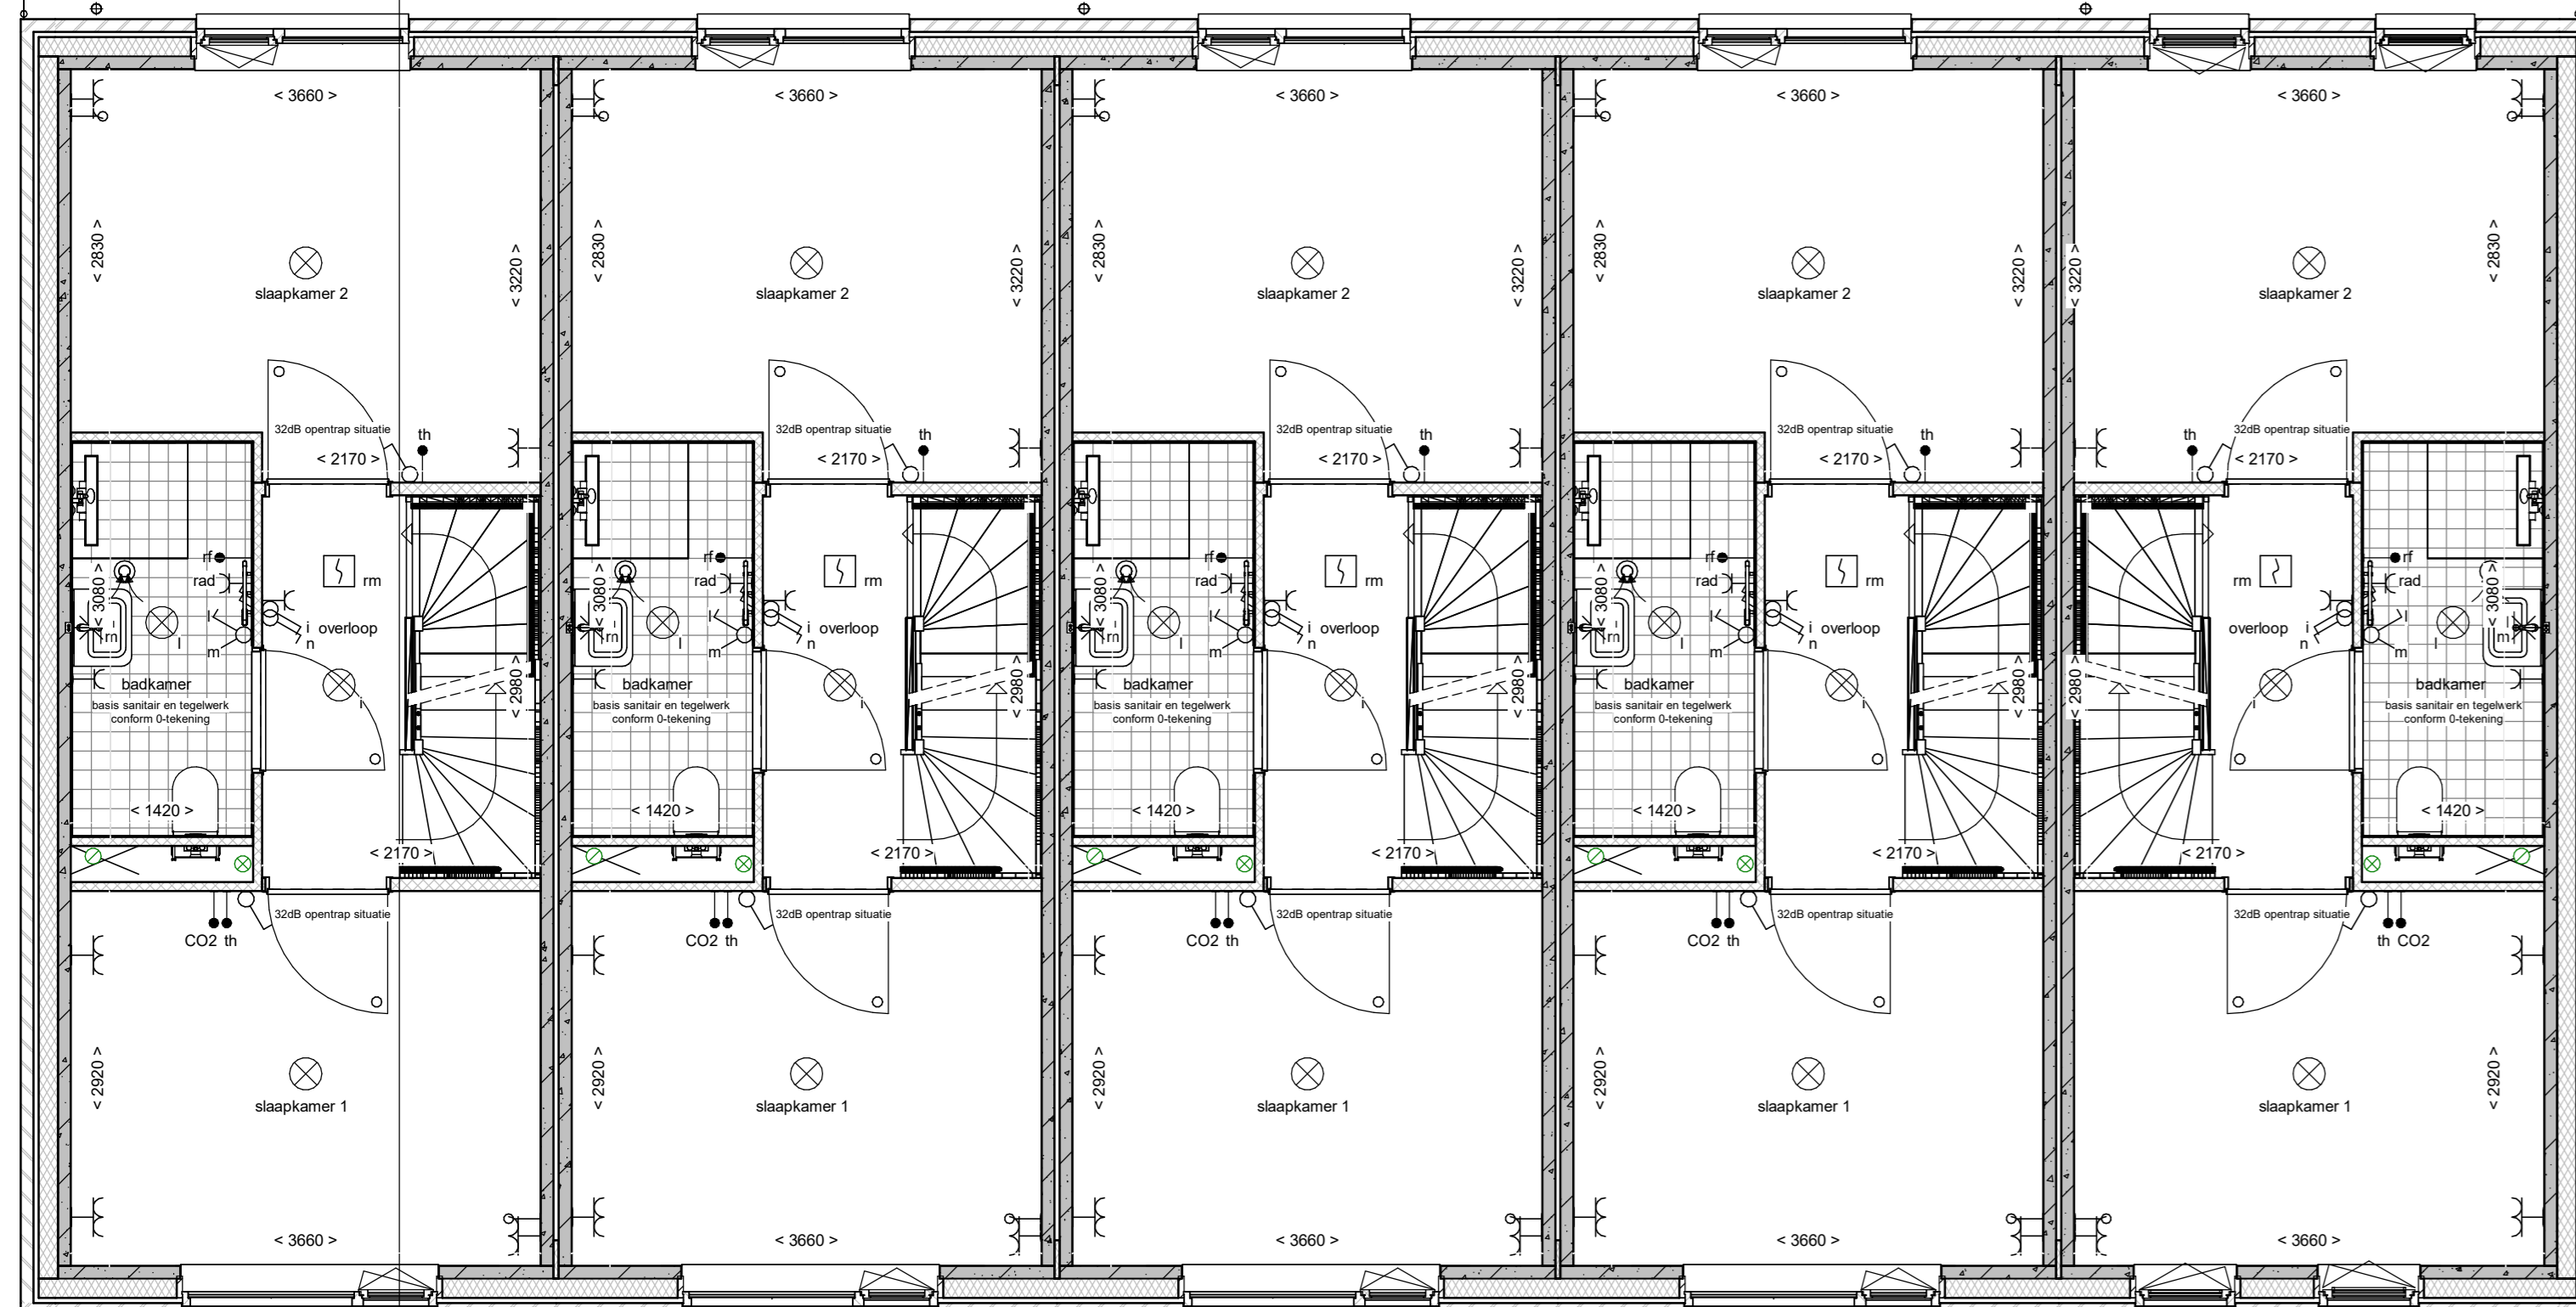 < 3660 >
< 3660 >
< 3660 >
< 3660 >
< 3660 >
< 2830 >
< 3220 >
< 2830 >
< 3220 >
< 2830 >
< 3220 >
< 2830 >
< 3220 >
< 3220 >
< 2830 >
slaapkamer 2
slaapkamer 2
slaapkamer 2
slaapkamer 2
slaapkamer 2
32dB opentrap situatie
th
32dB opentrap situatie
th
32dB opentrap situatie
th
32dB opentrap situatie
th
th
32dB opentrap situatie
< 2170 >
< 2170 >
< 2170 >
< 2170 >
< 2170 >
rf
rf
rf
rf
rf
rad
rm
rad
rm
rad
rm
rad
rm
rm
rad
< 3080 >
< 3080 >
< 3080 >
< 3080 >
< 3080 >
rn
l
l
m
i
n
overloop
rn
l
l
m
i
n
overloop
rn
l
l
m
i
n
overloop
rn
l
l
m
i
n
overloop
overloop
i
n
l
l
m
< 2980 >
< 2980 >
< 2980 >
< 2980 >
< 2980 >
badkamer
i
badkamer
i
badkamer
i
badkamer
i
i
badkamer
basis sanitair en tegelwerk
conform 0-tekening
basis sanitair en tegelwerk
conform 0-tekening
basis sanitair en tegelwerk
conform 0-tekening
basis sanitair en tegelwerk
conform 0-tekening
basis sanitair en tegelwerk
conform 0-tekening
< 1420 >
< 1420 >
< 1420 >
< 1420 >
< 1420 >
< 2170 >
< 2170 >
< 2170 >
< 2170 >
< 2170 >
32dB opentrap situatie
32dB opentrap situatie
32dB opentrap situatie
32dB opentrap situatie
32dB opentrap situatie
CO2 th
CO2 th
CO2 th
CO2 th
th CO2
< 2920 >
< 2920 >
< 2920 >
< 2920 >
< 2920 >
slaapkamer 1
slaapkamer 1
slaapkamer 1
slaapkamer 1
slaapkamer 1
< 3660 >
< 3660 >
< 3660 >
< 3660 >
< 3660 >